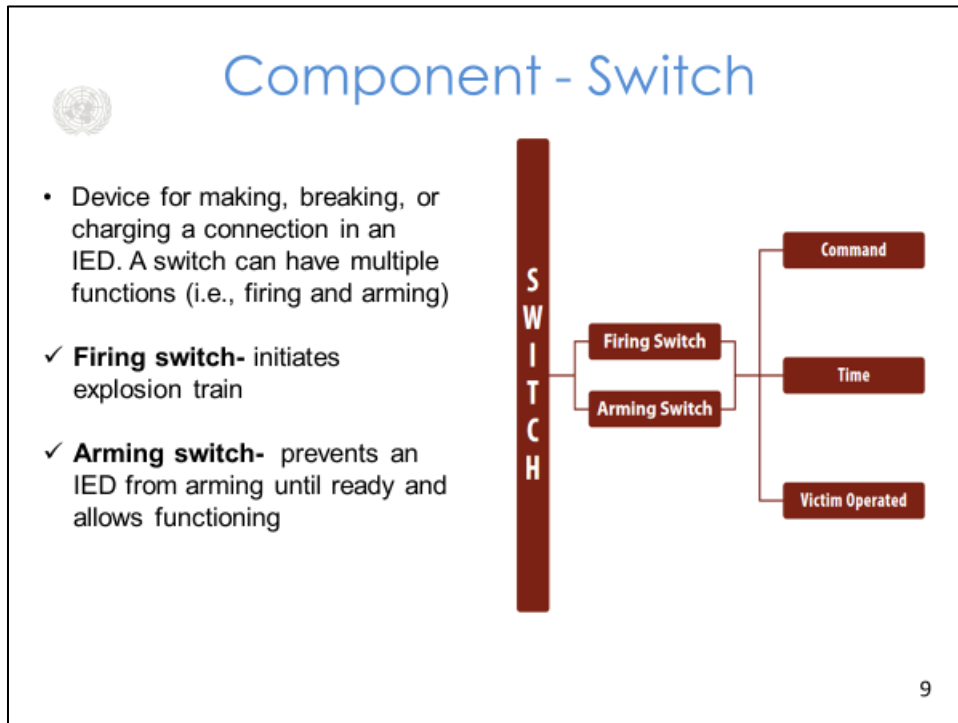 Component - Switch
• Device for making, breaking, or
charging a connection in an
IED. A switch can have multiple
functions (i.e., firing and arming)
✓ Firing switch- initiates
explosion train
✓ Arming switch- prevents an
IED from arming until ready and
allows functioning
SWITCH
Firing Switch
Arming Switch
Command
Time
Victim Operated
9